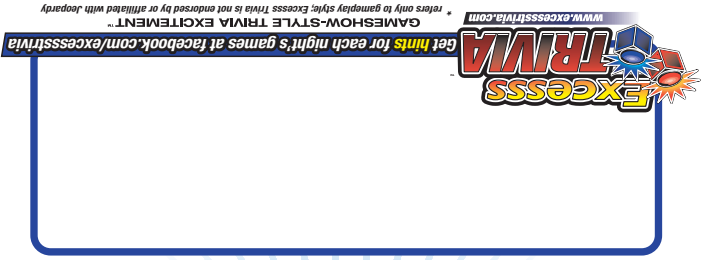 Excesss
TRIVIA
www.excessstrivia.com
Get hints for each night's games at facebook.com/excessstrivia
GAMESHOW-STYLE TRIVIA EXCITEMENT™
* refers only to gameplay style; Excesss Trivia is not endorsed by or affiliated with Jeopardy